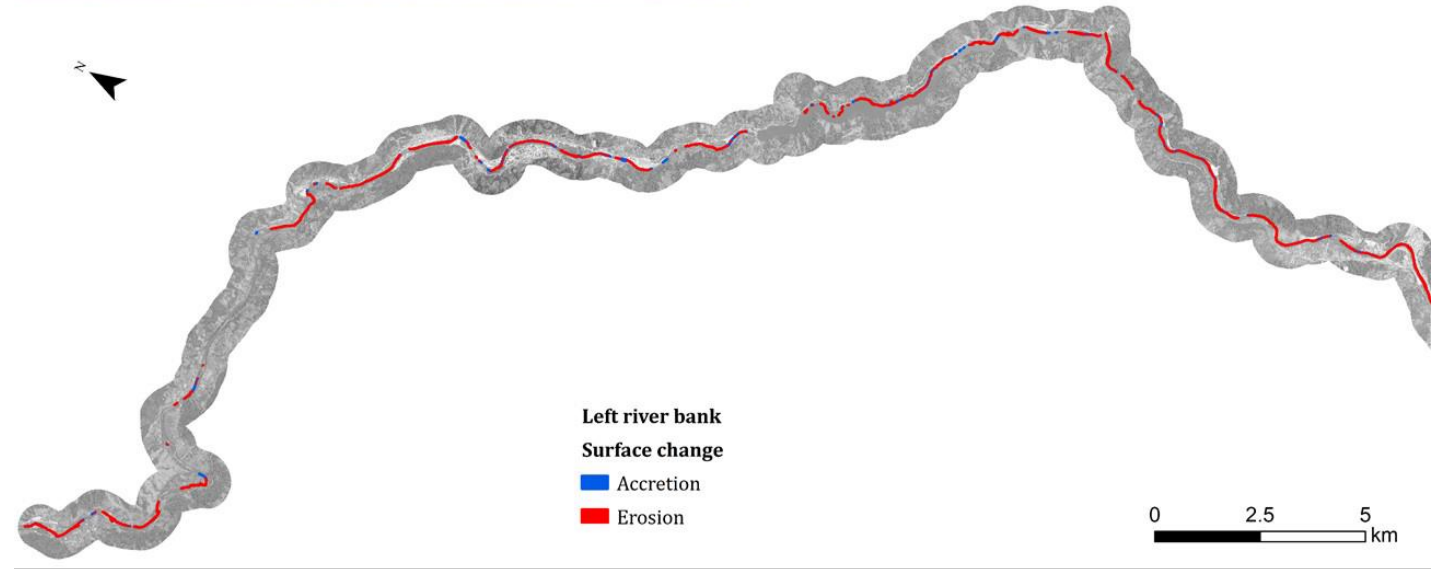 N
Left river bank
Surface change
Accretion
Erosion
0 2.5 5
km